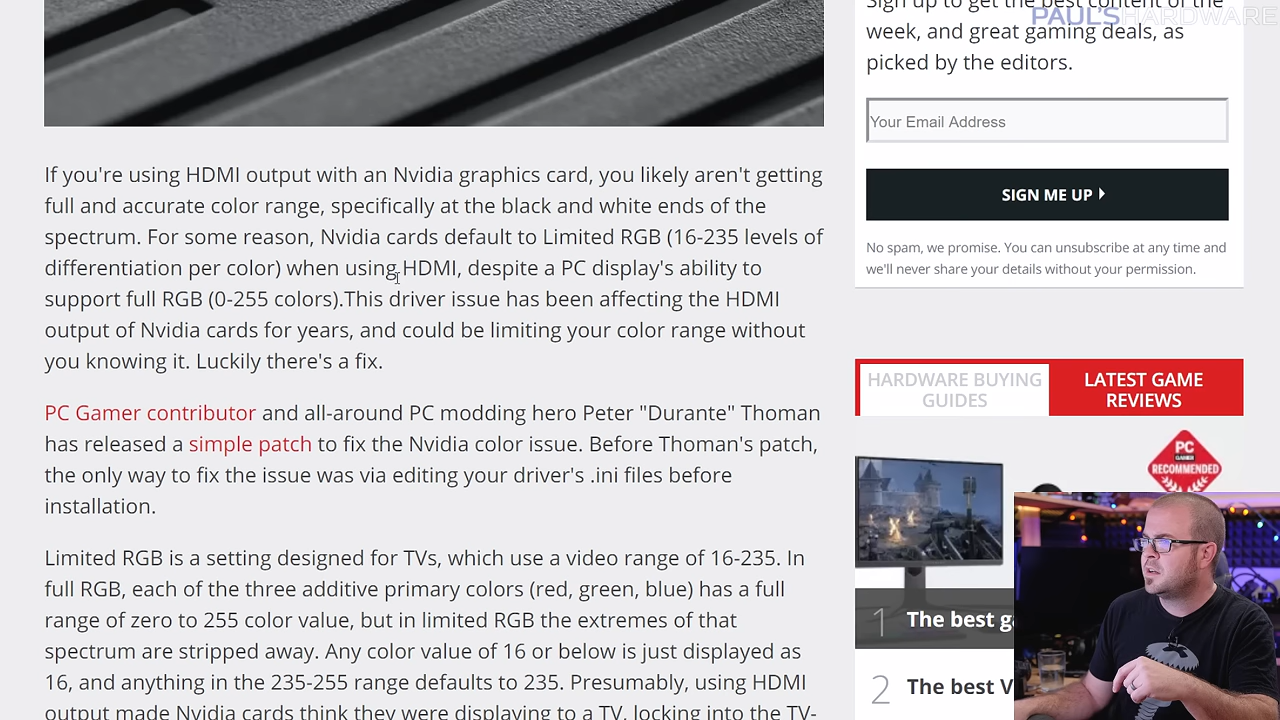 Sign up to get the best content of the
PAUL'SHARDWARE
week, and great gaming deals, as
picked by the editors.
Your Email Address
SIGN ME UP
No spam, we promise. You can unsubscribe at any time and
we'll never share your details without your permission.
If you're using HDMI output with an Nvidia graphics card, you likely aren't getting
full and accurate color range, specifically at the black and white ends of the
spectrum. For some reason, Nvidia cards default to Limited RGB (16-235 levels of
differentiation per color) when using HDMI, despite a PC display's ability to
support full RGB (0-255 colors).This driver issue has been affecting the HDMI
output of Nvidia cards for years, and could be limiting your color range without
you knowing it. Luckily there's a fix.
PC Gamer contributor and all-around PC modding hero Peter "Durante" Thoman
has released a simple patch to fix the Nvidia color issue. Before Thoman's patch,
the only way to fix the issue was via editing your driver's .ini files before
installation.
Limited RGB is a setting designed for TVs, which use a video range of 16-235. In
full RGB, each of the three additive primary colors (red, green, blue) has a full
range of zero to 255 color value, but in limited RGB the extremes of that
spectrum are stripped away. Any color value of 16 or below is just displayed as
16, and anything in the 235-255 range defaults to 235. Presumably, using HDMI
output made Nvidia cards think they were displaying to a TV, locking into the TV-
HARDWARE BUYING
GUIDES
LATEST GAME
REVIEWS
PC
GAMER
RECOMMENDED
1 The best ga
2 The best V